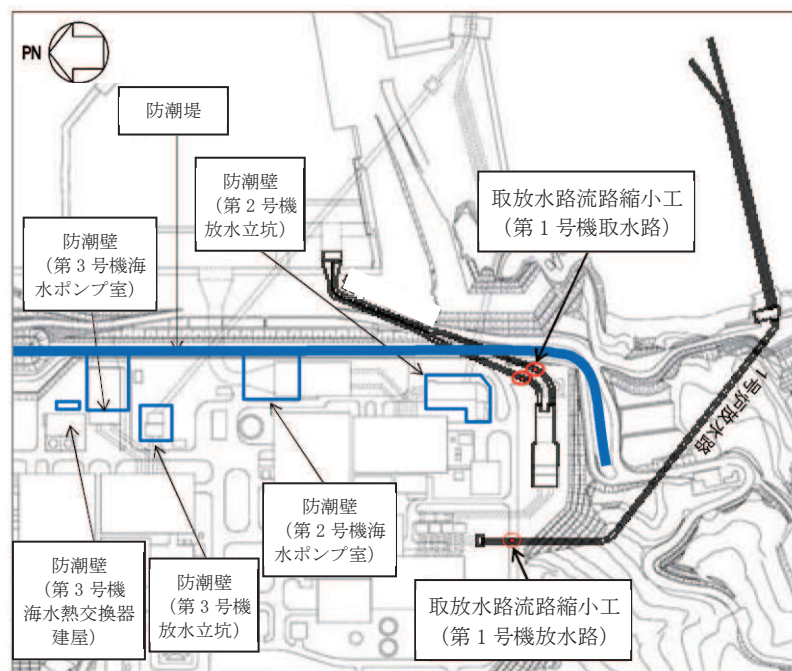 PN
防潮堤
防潮壁
（第２号機
放水立坑）
取放水路流路縮小工
（第１号機取水路）
防潮壁
（第３号機海
水ポンプ室）
１号炉放水路
防潮壁
（第２号機海
水ポンプ室）
防潮壁
（第３号機
海水熱交換器
建屋）
防潮壁
（第３号機
放水立坑）
取放水路流路縮小工
（第１号機放水路）